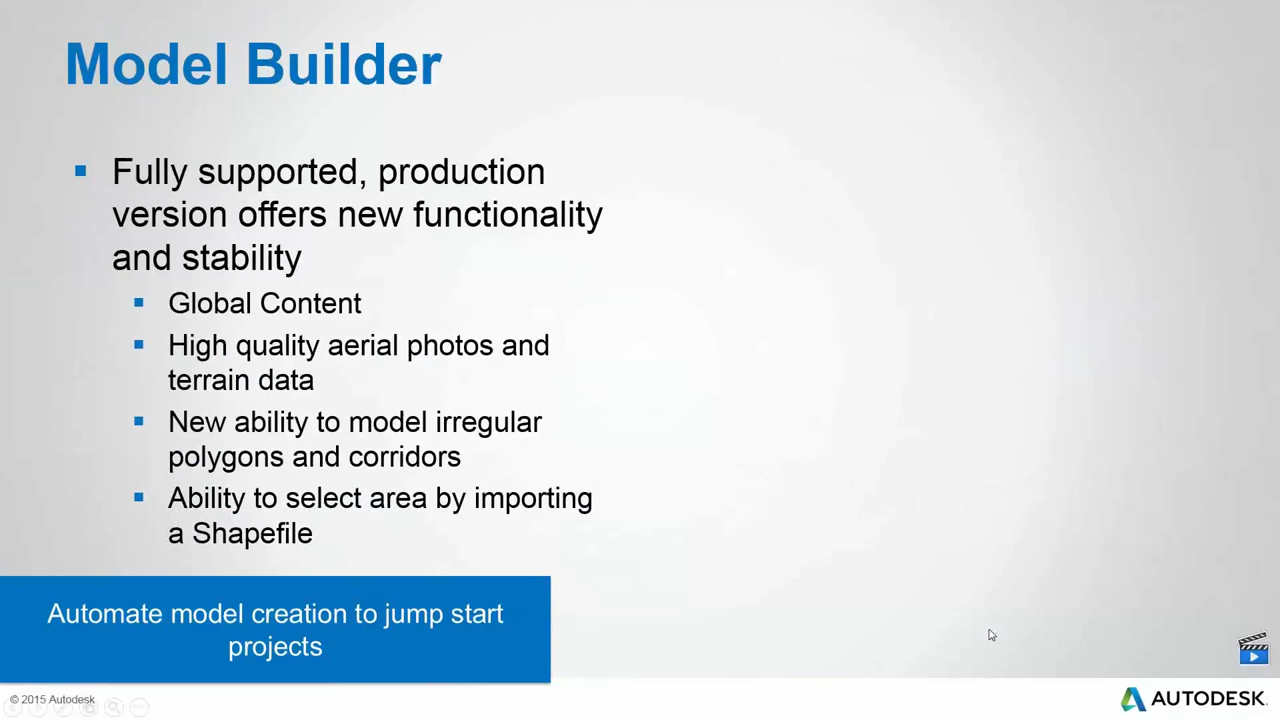 Model Builder
Fully supported, production
version offers new functionality
and stability
Global Content
High quality aerial photos and
terrain data
New ability to model irregular
polygons and corridors
Ability to select area by importing
a Shapefile
Automate model creation to jump start
projects
© 2015 Autodesk
AUTODESK.